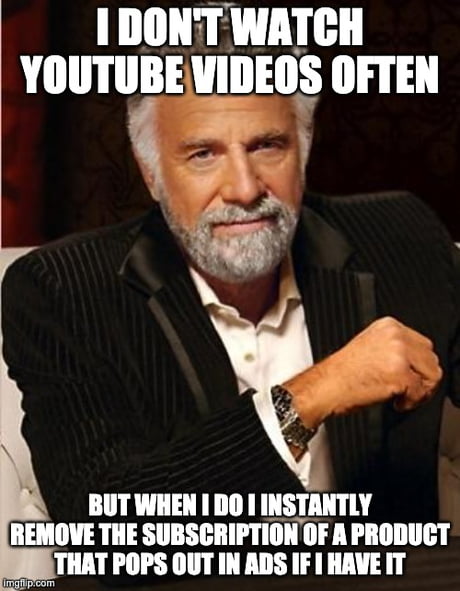 I DON'T WATCH
YOUTUBE VIDEOS OFTEN
BUT WHEN I DO I INSTANTLY
REMOVE THE SUBSCRIPTION OF A PRODUCT
THAT POPS OUT IN ADS IF I HAVE IT
imgflip.com